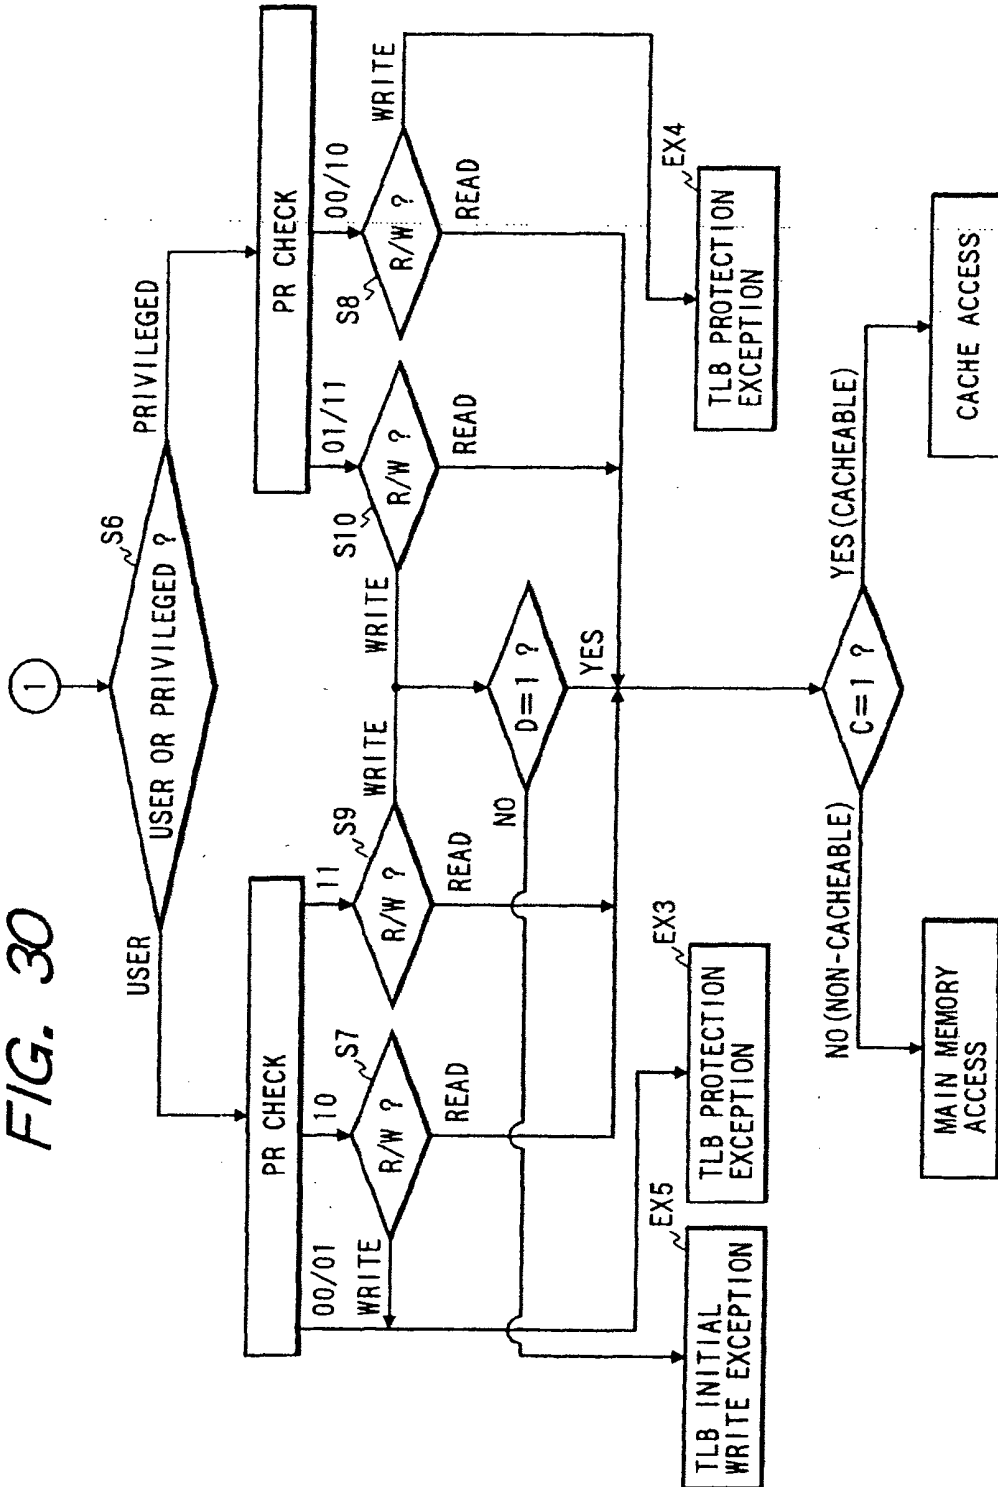 FIG. 30
1
S6
USER OR PRIVILEGED ?
USER
PRIVILEGED
PR CHECK
PR CHECK
00/01
10
11
01/11
00/10
S7
R/W ?
WRITE
READ
S9
R/W ?
WRITE
READ
S10
R/W ?
WRITE
READ
S8
R/W ?
WRITE
READ
D=1 ?
NO
YES
EX5
TLB INITIAL
WRITE EXCEPTION
EX3
TLB PROTECTION
EXCEPTION
EX4
TLB PROTECTION
EXCEPTION
C=1 ?
NO(NON-CACHEABLE)
YES(CACHEABLE)
MAIN MEMORY
ACCESS
CACHE ACCESS